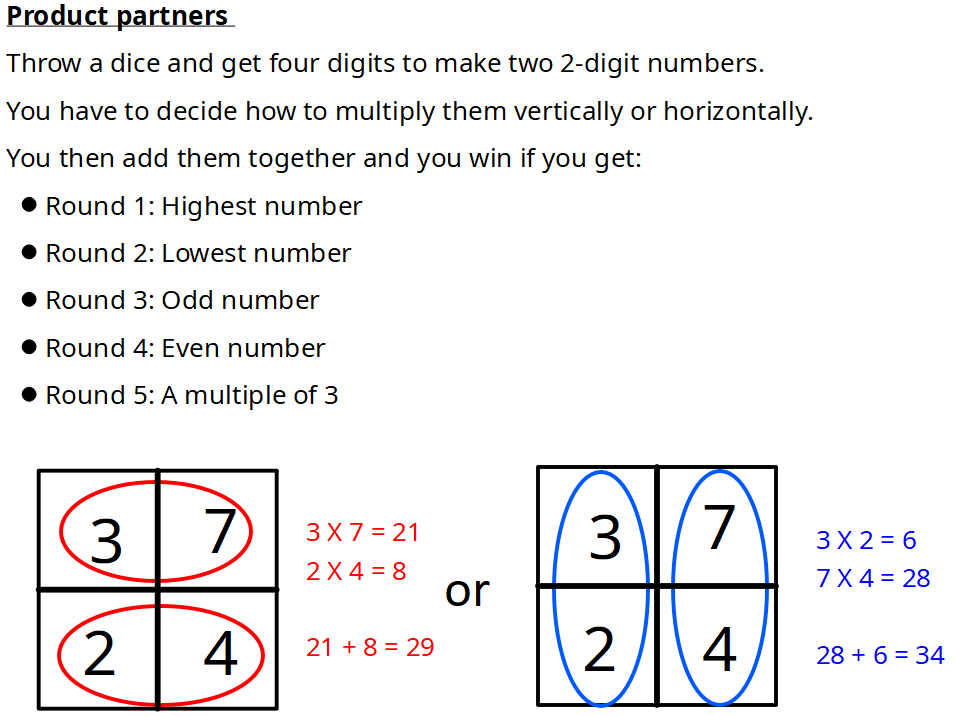 Product partners
Throw a dice and get four digits to make two 2-digit numbers.
You have to decide how to multiply them vertically or horizontally.
You then add them together and you win if you get:
● Round 1: Highest number
● Round 2: Lowest number
● Round 3: Odd number
● Round 4: Even number
● Round 5: A multiple of 3
3 7
2 4
3 X 7 = 21
2 X 4 = 8
21 + 8 = 29
or
3 7
2 4
3 X 2 = 6
7 X 4 = 28
28 + 6 = 34